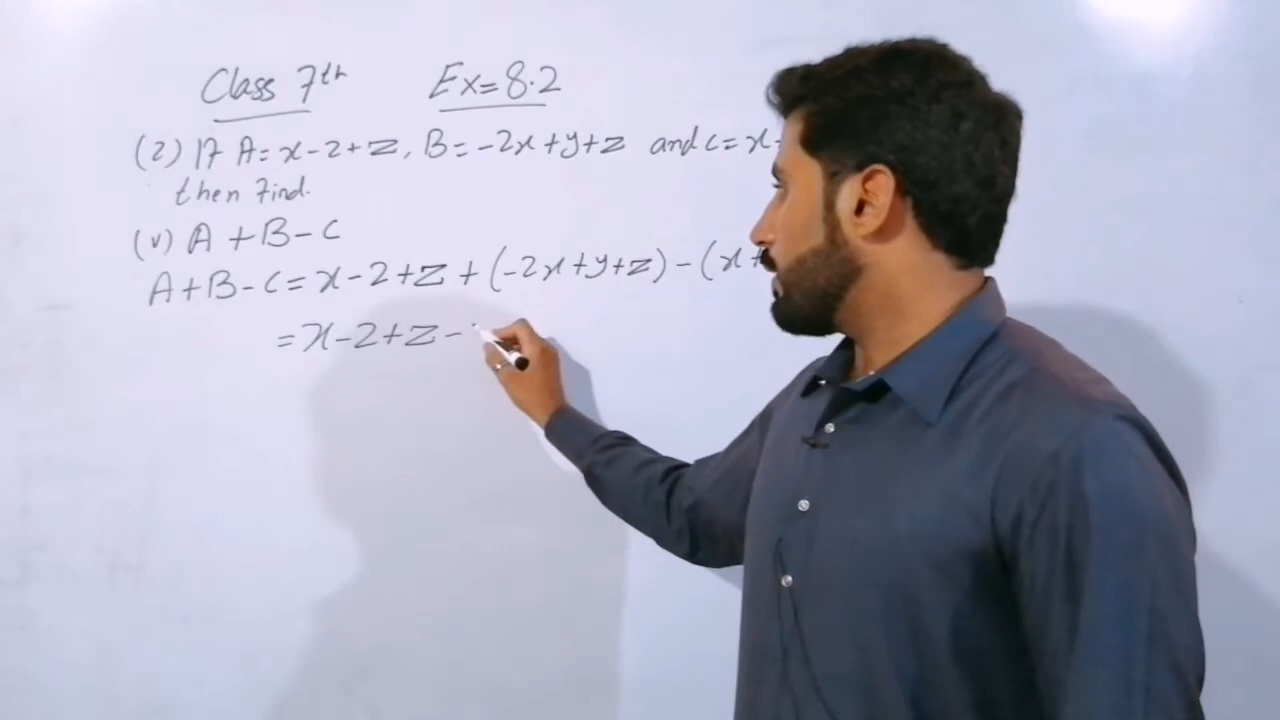 Class 7th Ex=8.2
(2) If A=x-2+z, B=-2x+y+z and c=x-
then Find.
(v) A+B-C
A+B-C=x-2+z+(-2x+y+z)-(x+
=x-2+z-